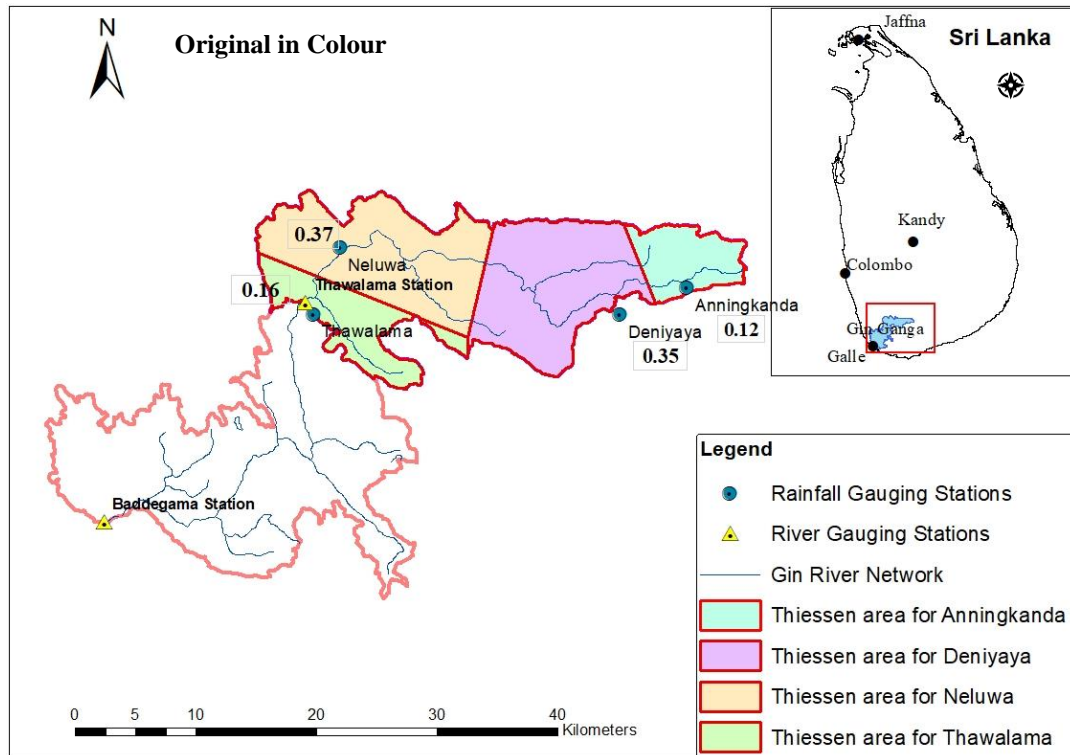 N
Original in Colour
Jaffna
Sri Lanka
Kandy
Colombo
Gin Ganga
Galle
0.37
Neluwa
Thawalama Station
0.16
Thawalama
Anningkanda
0.12
Deniyaya
0.35
Baddegama Station
Legend
Rainfall Gauging Stations
River Gauging Stations
Gin River Network
Thiessen area for Anningkanda
Thiessen area for Deniyaya
Thiessen area for Neluwa
Thiessen area for Thawalama
0 5 10 20 30 40
Kilometers